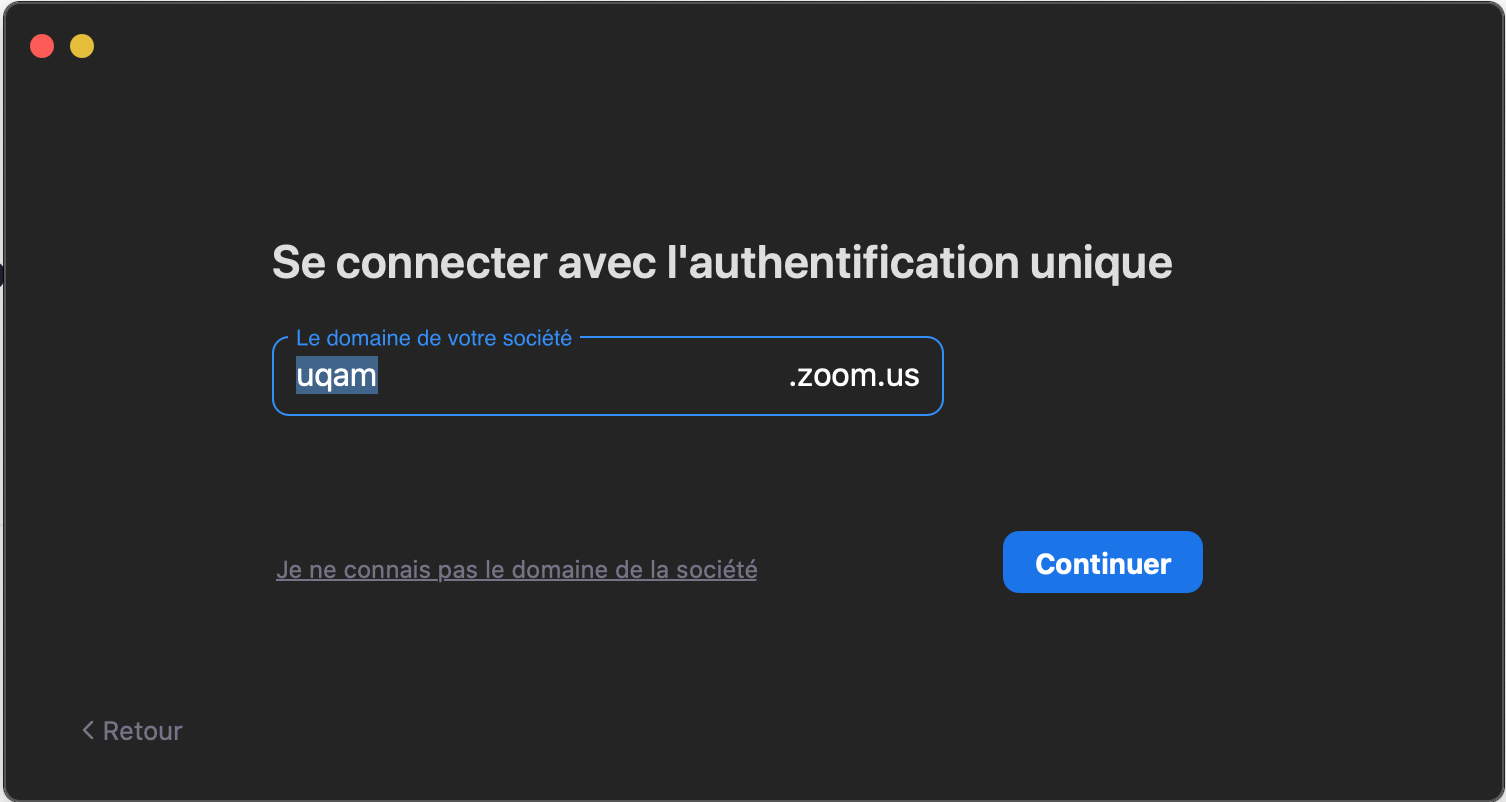 Se connecter avec l'authentification unique
Le domaine de votre société
uqam .zoom.us
Je ne connais pas le domaine de la société
Continuer
< Retour